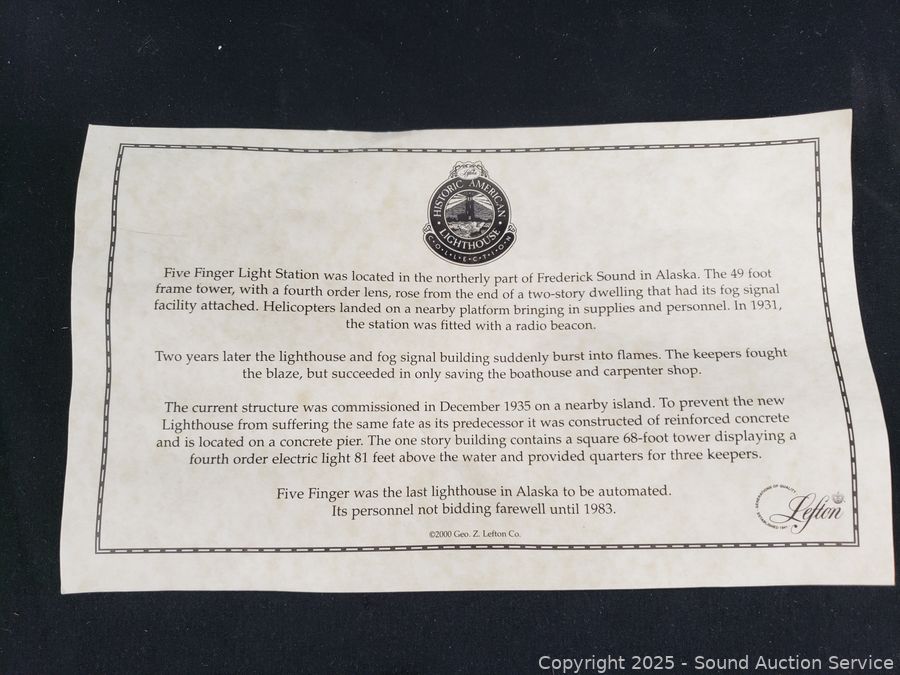 Lefton
HISTORIC AMERICAN
LIGHTHOUSE
C·O·L·L·E·C·T·I·O·N
Five Finger Light Station was located in the northerly part of Frederick Sound in Alaska. The 49 foot
frame tower, with a fourth order lens, rose from the end of a two-story dwelling that had its fog signal
facility attached. Helicopters landed on a nearby platform bringing in supplies and personnel. In 1931,
the station was fitted with a radio beacon.
Two years later the lighthouse and fog signal building suddenly burst into flames. The keepers fought
the blaze, but succeeded in only saving the boathouse and carpenter shop.
The current structure was commissioned in December 1935 on a nearby island. To prevent the new
Lighthouse from suffering the same fate as its predecessor it was constructed of reinforced concrete
and is located on a concrete pier. The one story building contains a square 68-foot tower displaying a
fourth order electric light 81 feet above the water and provided quarters for three keepers.
Five Finger was the last lighthouse in Alaska to be automated.
Its personnel not bidding farewell until 1983.
©2000 Geo. Z. Lefton Co.
GENERATIONS OF QUALITY
Lefton
ESTABLISHED 1941
Copyright 2025 - Sound Auction Service